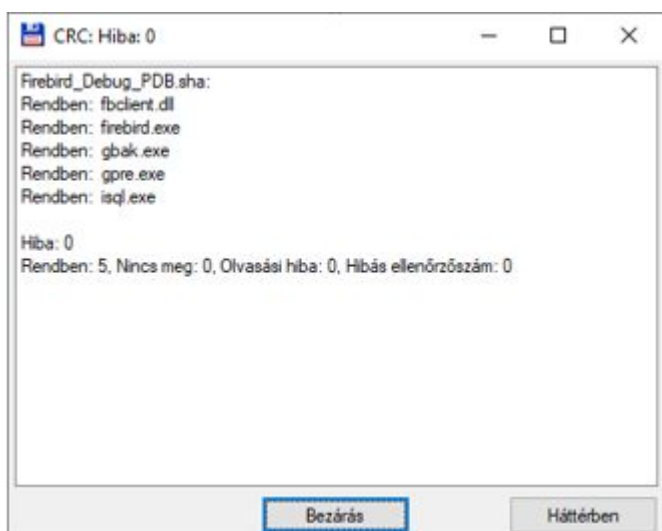 CRC: Hiba: 0
Firebird_Debug_PDB.sha:
Rendben: fbclient.dll
Rendben: firebird.exe
Rendben: gbak.exe
Rendben: gpre.exe
Rendben: isql.exe
Hiba: 0
Rendben: 5, Nincs meg: 0, Olvasási hiba: 0, Hibás ellenőrzőszám: 0
Bezárás
Háttérben